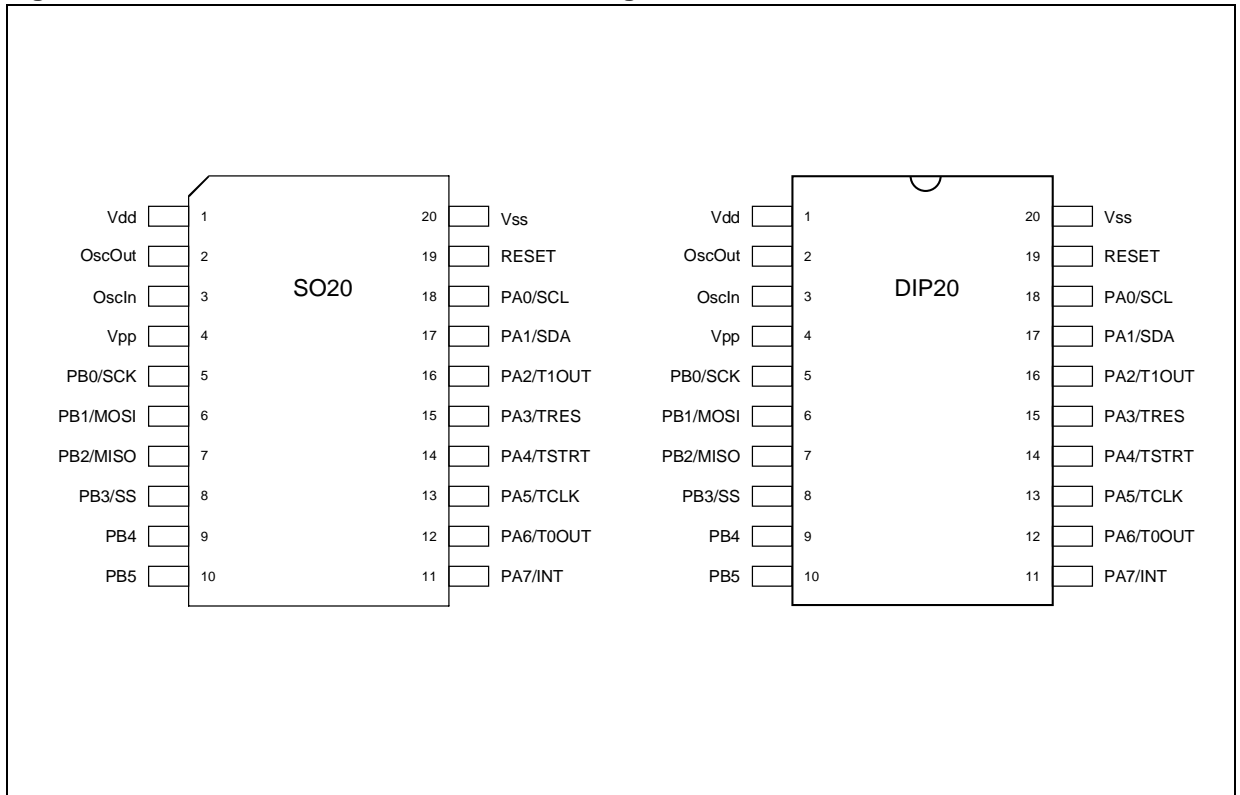 Vdd 1 20 Vss
OscOut 2 19 RESET
OscIn 3 SO20 18 PA0/SCL
Vpp 4 17 PA1/SDA
PB0/SCK 5 16 PA2/T1OUT
PB1/MOSI 6 15 PA3/TRES
PB2/MISO 7 14 PA4/TSTRT
PB3/SS 8 13 PA5/TCLK
PB4 9 12 PA6/T0OUT
PB5 10 11 PA7/INT
Vdd 1 20 Vss
OscOut 2 19 RESET
OscIn 3 DIP20 18 PA0/SCL
Vpp 4 17 PA1/SDA
PB0/SCK 5 16 PA2/T1OUT
PB1/MOSI 6 15 PA3/TRES
PB2/MISO 7 14 PA4/TSTRT
PB3/SS 8 13 PA5/TCLK
PB4 9 12 PA6/T0OUT
PB5 10 11 PA7/INT